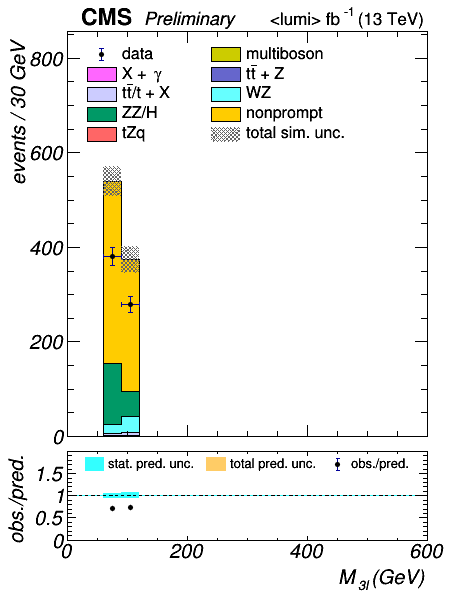 CMS Preliminary <lumi> fb⁻¹ (13 TeV)
events / 30 GeV
800
600
400
200
0
data
multiboson
X + γ
tt̄ + Z
tt̄/t + X
WZ
ZZ/H
nonprompt
tZq
total sim. unc.
obs./pred.
1.5
1
0.5
0
stat. pred. unc. total pred. unc. obs./pred.
0 200 400 600
M3l (GeV)